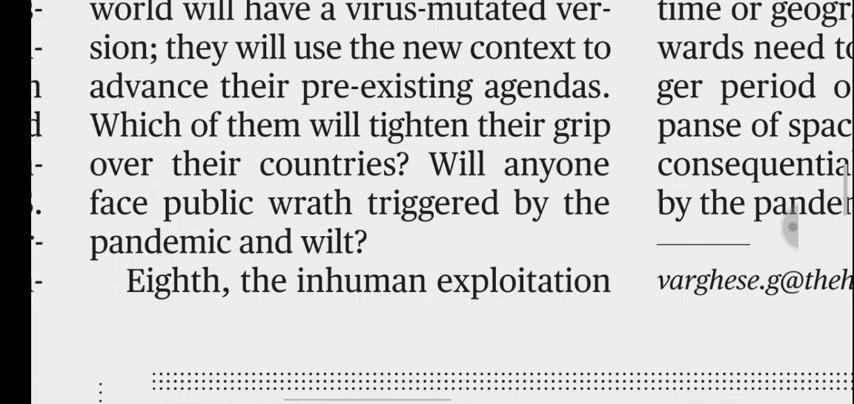 world will have a virus-mutated ver-
sion; they will use the new context to
advance their pre-existing agendas.
Which of them will tighten their grip
over their countries? Will anyone
face public wrath triggered by the
pandemic and wilt?
Eighth, the inhuman exploitation
time or geogr
wards need to
ger period o
panse of spac
consequentia
by the pandem
varghese.g@theh